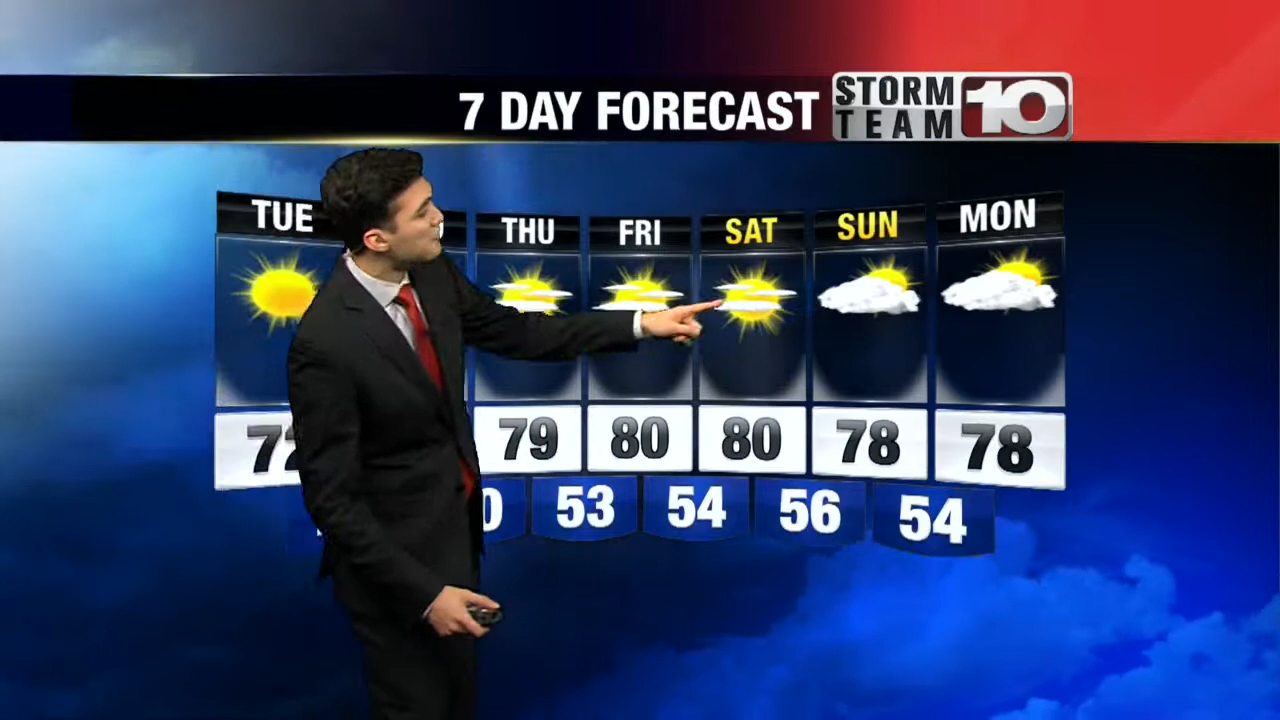 7 DAY FORECAST
STORM TEAM 10
TUE THU FRI SAT SUN MON
79 80 80 78 78
53 54 56 54